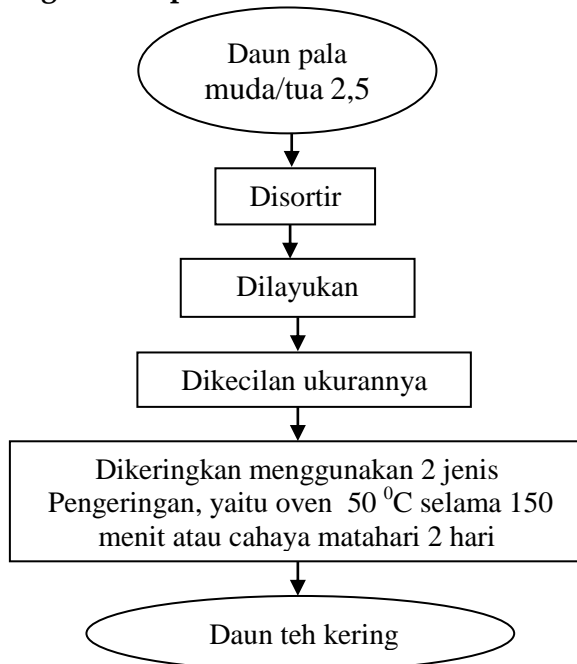 Daun pala
muda/tua 2,5
Disortir
Dilayukan
Dikecilan ukurannya
Dikeringkan menggunakan 2 jenis
Pengeringan, yaitu oven 50 ⁰C selama 150
menit atau cahaya matahari 2 hari
Daun teh kering